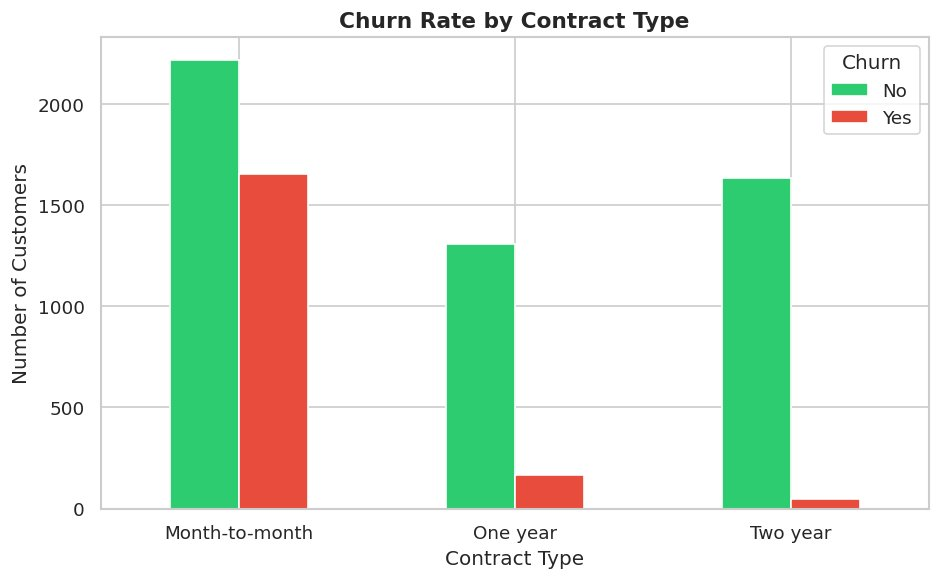 Churn Rate by Contract Type
Churn
No
Yes
Number of Customers
2000
1500
1000
500
0
Month-to-month
One year
Two year
Contract Type